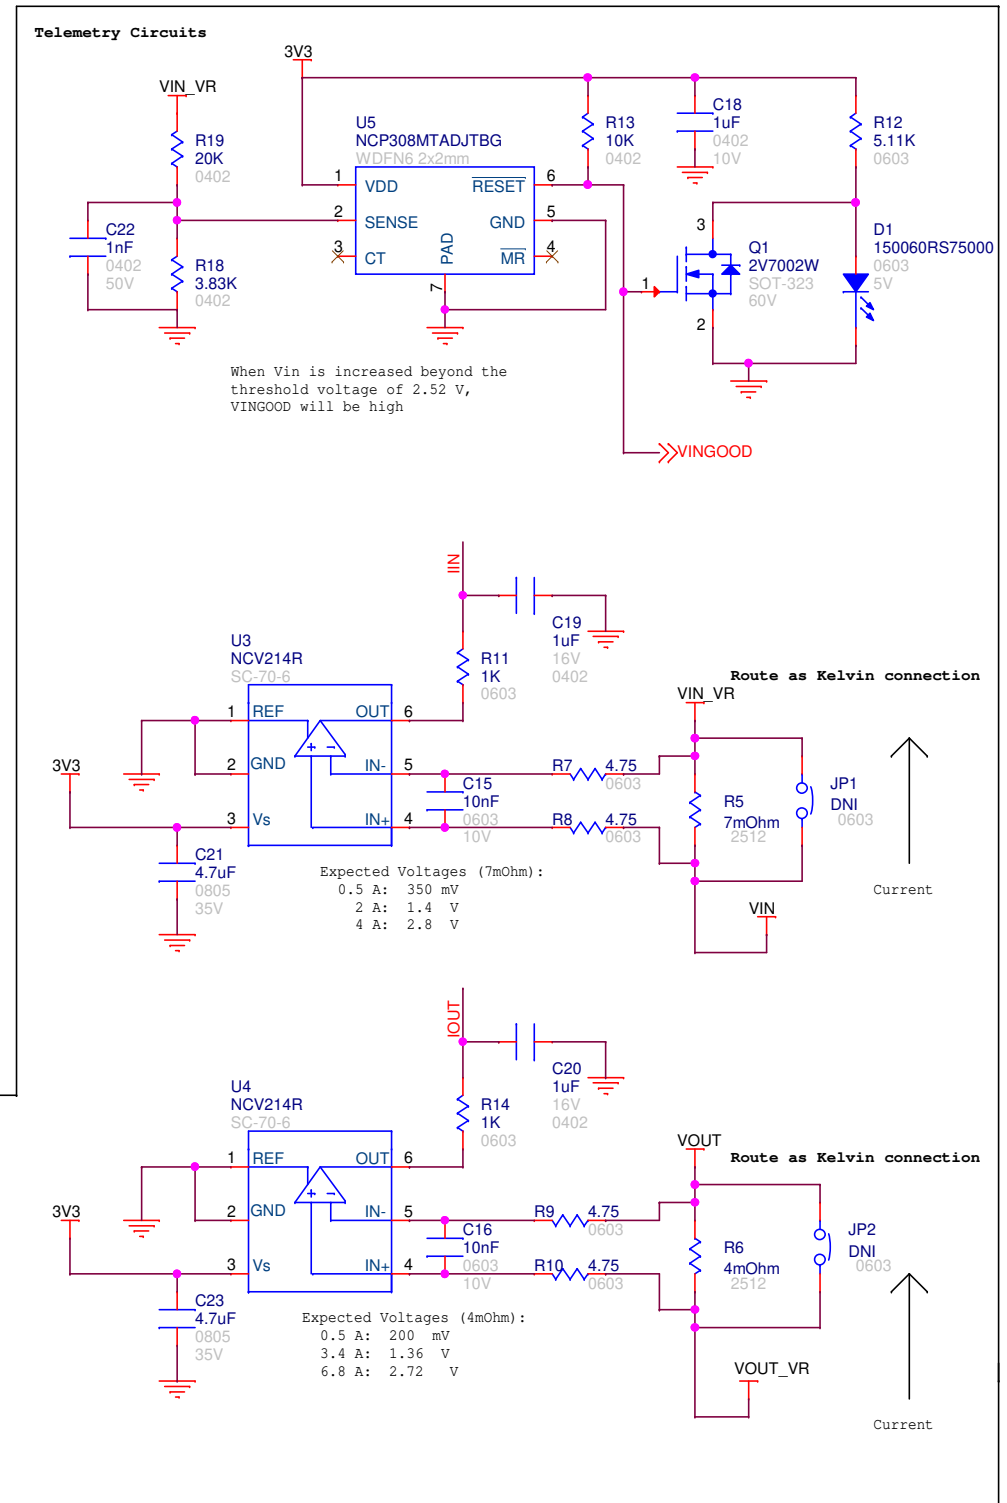 Telemetry Circuits
3V3
VIN_VR
R19
20K
0402
C22
1nF
0402
50V
R18
3.83K
0402
U5
NCP308MTADJTBG
WDFN6 2x2mm
1 VDD
2 SENSE
3 CT
RESET 6
GND 5
MR 4
PAD
7
R13
10K
0402
C18
1uF
0402
10V
R12
5.11K
0603
3
1
2
Q1
2V7002W
SOT-323
60V
D1
150060RS75000
0603
5V
When Vin is increased beyond the
threshold voltage of 2.52 V,
VINGOOD will be high
VINGOOD
IIN
C19
1uF
16V
0402
R11
1K
0603
U3
NCV214R
SC-70-6
1 REF
2 GND
3 Vs
OUT 6
IN- 5
IN+ 4
3V3
C21
4.7uF
0805
35V
C15
10nF
0603
10V
R7 4.75
0603
R8 4.75
0603
Route as Kelvin connection
VIN_VR
R5
7mOhm
2512
JP1
DNI
0603
Current
VIN
Expected Voltages (7mOhm):
0.5 A: 350 mV
2 A: 1.4 V
4 A: 2.8 V
IOUT
C20
1uF
16V
0402
R14
1K
0603
U4
NCV214R
SC-70-6
1 REF
2 GND
3 Vs
OUT 6
IN- 5
IN+ 4
3V3
C23
4.7uF
0805
35V
C16
10nF
0603
10V
R9 4.75
0603
R10 4.75
0603
VOUT
Route as Kelvin connection
R6
4mOhm
2512
JP2
DNI
0603
VOUT_VR
Current
Expected Voltages (4mOhm):
0.5 A: 200 mV
3.4 A: 1.36 V
6.8 A: 2.72 V